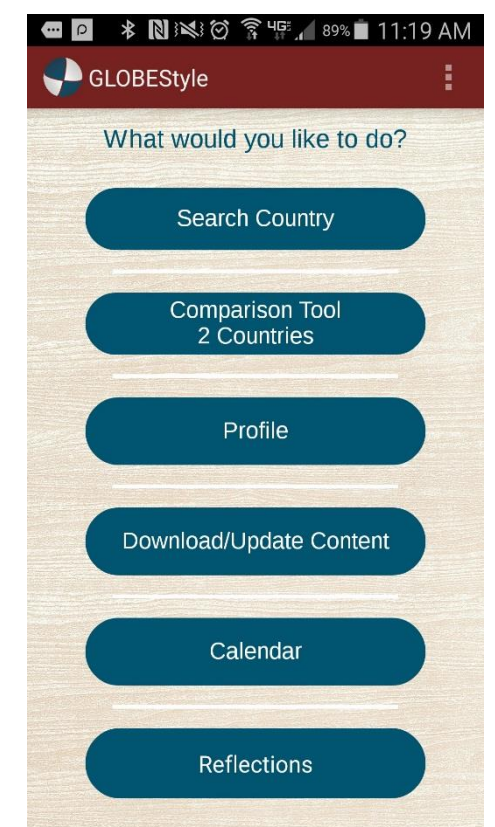 4G 89% 11:19 AM
GLOBEStyle
What would you like to do?
Search Country
Comparison Tool
2 Countries
Profile
Download/Update Content
Calendar
Reflections